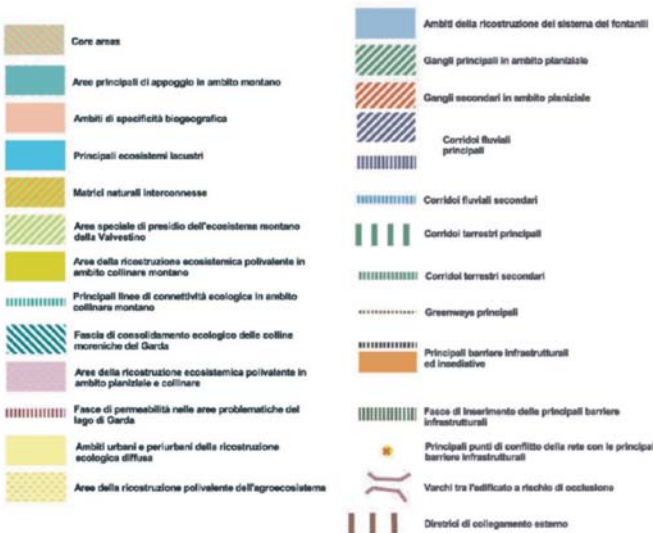 Core areas
Aree principali di appoggio in ambito montano
Ambiti di specificità biogeografica
Principali ecosistemi lacustri
Matrici naturali interconnesse
Area speciale di presidio dell'ecosistema montano
della Valvestino
Aree della ricostruzione ecosistemica polivalente in
ambito collinare montano
Principali linee di connettività ecologica in ambito
collinare montano
Fascia di consolidamento ecologico delle colline
moreniche del Garda
Aree della ricostruzione ecosistemica polivalente in
ambito planiziale e collinare
Fasce di permeabilità nelle aree problematiche del
lago di Garda
Ambiti urbani e periurbani della ricostruzione
ecologica diffusa
Aree della ricostruzione polivalente dell'agroecosistema
Ambiti della ricostruzione del sistema dei fontanili
Gangli principali in ambito planiziale
Gangli secondari in ambito planiziale
Corridoi fluviali
principali
Corridoi fluviali secondari
Corridoi terrestri principali
Corridoi terrestri secondari
Greenways principali
Principali barriere infrastrutturali
ed insediative
Fasce di inserimento delle principali barriere
infrastrutturali
Principali punti di conflitto della rete con le principali
barriere infrastrutturali
Varchi tra l'edificato a rischio di occlusione
Direttrici di collegamento esterno